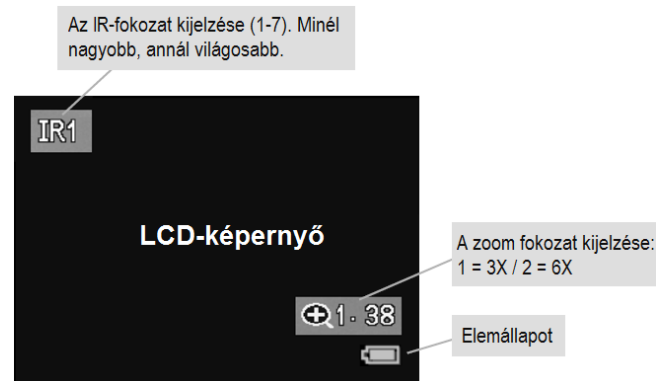 Az IR-fokozat kijelzése (1-7). Minél
nagyobb, annál világosabb.
IR1
LCD-képernyő
A zoom fokozat kijelzése:
1 = 3X / 2 = 6X
1. 38
Elemállapot